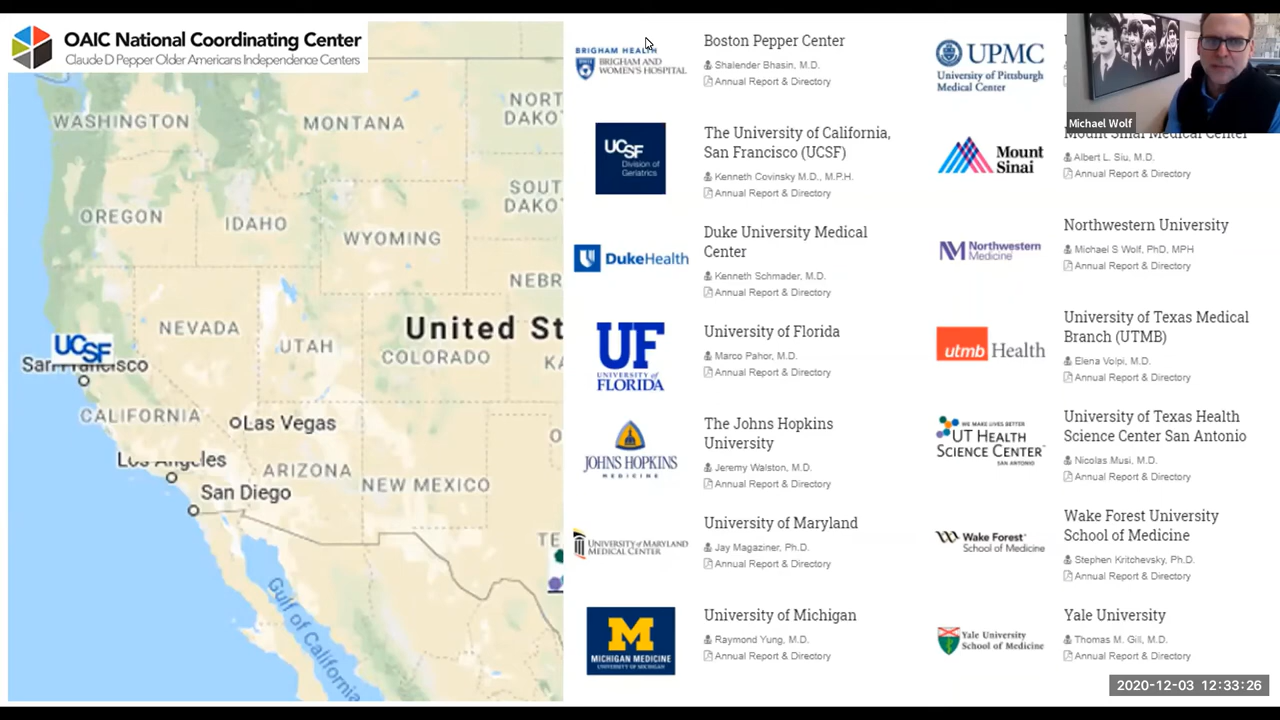 OAIC National Coordinating Center
Claude D Pepper Older Americans Independence Centers
WASHINGTON
MONTANA
NORT
DAKO
OREGON
IDAHO
SOUT
DAKO
WYOMING
NEBR
NEVADA
UTAH
United St
COLORADO
KA
UCSF
San Francisco
CALIFORNIA
Las Vegas
Los Angeles
ARIZONA
NEW MEXICO
O
San Diego
TE
Gulf of California
BRIGHAM HEALTH
BRIGHAM AND
WOMEN'S HOSPITAL
Boston Pepper Center
Shalender Bhasin, M.D.
Annual Report & Directory
UCSF
Division of
Geriatrics
The University of California,
San Francisco (UCSF)
Kenneth Covinsky M.D., M.P.H.
Annual Report & Directory
DukeHealth
Duke University Medical
Center
Kenneth Schmader, M.D.
Annual Report & Directory
UF
UNIVERSITY of
FLORIDA
University of Florida
Marco Pahor, M.D.
Annual Report & Directory
JOHNS HOPKINS
MEDICINE
The Johns Hopkins
University
Jeremy Walston, M.D.
Annual Report & Directory
UNIVERSITY of MARYLAND
MEDICAL CENTER
University of Maryland
Jay Magaziner, Ph.D.
Annual Report & Directory
M
MICHIGAN MEDICINE
UNIVERSITY OF MICHIGAN
University of Michigan
Raymond Yung, M.D.
Annual Report & Directory
UPMC
University of Pittsburgh
Medical Center
Michael Wolf
Mount Sinai
Mount Sinai Medical Center
Albert L. Siu, M.D.
Annual Report & Directory
Northwestern
Medicine
Northwestern University
Michael S Wolf, PhD, MPH
Annual Report & Directory
utmb Health
University of Texas Medical
Branch (UTMB)
Elena Volpi, M.D.
Annual Report & Directory
WE MAKE LIVES BETTER
UT HEALTH
SCIENCE CENTER
SAN ANTONIO
University of Texas Health
Science Center San Antonio
Nicolas Musi, M.D.
Annual Report & Directory
Wake Forest
School of Medicine
Wake Forest University
School of Medicine
Stephen Kritchevsky, Ph.D.
Annual Report & Directory
Yale University
School of Medicine
Yale University
Thomas M. Gill, M.D.
Annual Report & Directory
2020-12-03 12:33:26